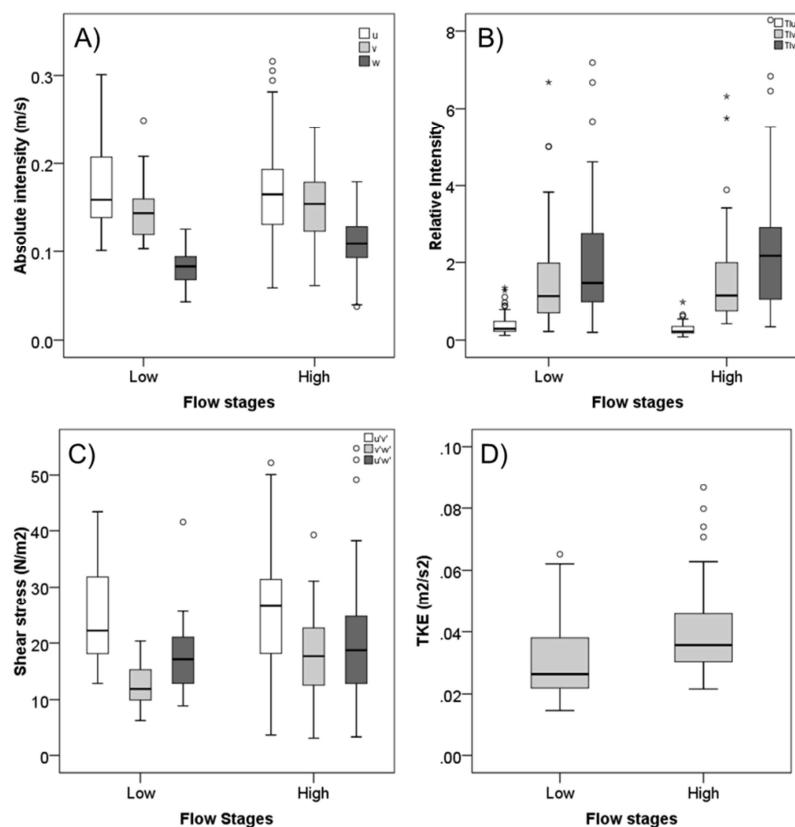 A)
u
v
w
0.3
0.2
0.1
0.0
Absolute intensity (m/s)
Low
High
Flow stages
B)
TIu
TIv
8
6
4
2
0
Relative Intensity
Low
High
Flow stages
C)
u'v'
v'w'
u'w'
50
40
30
20
10
0
Shear stress (N/m2)
Low
High
Flow Stages
D)
.10
.08
.06
.04
.02
.00
TKE (m2/s2)
Low
High
Flow stages